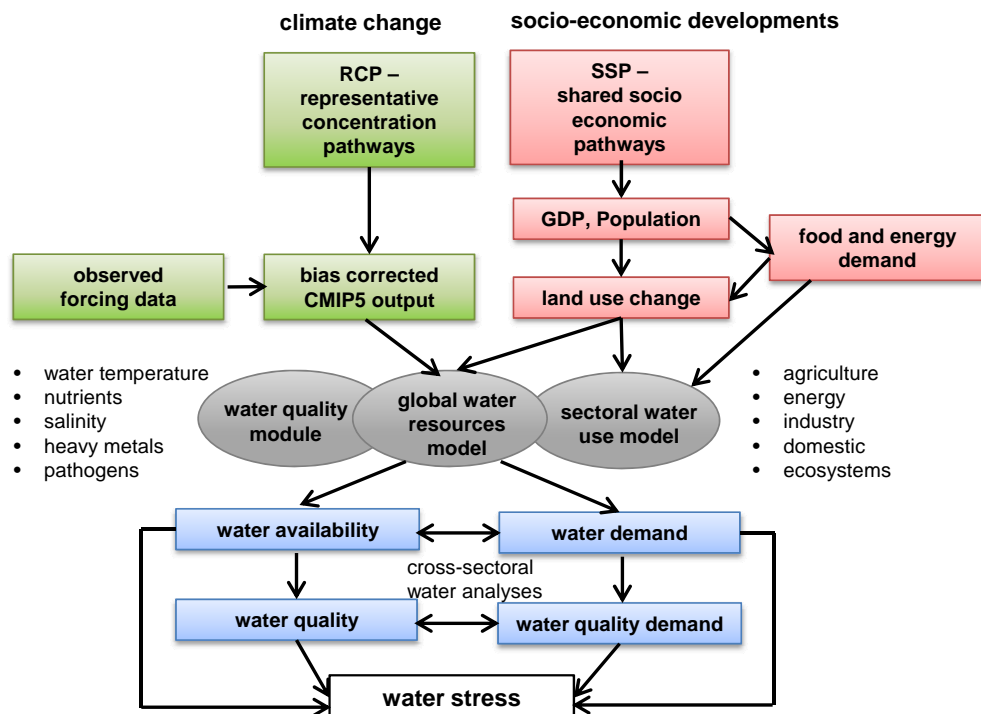 climate change
socio-economic developments
RCP –
representative
concentration
pathways
SSP –
shared socio
economic
pathways
GDP, Population
food and energy
demand
observed
forcing data
bias corrected
CMIP5 output
land use change
• water temperature
• nutrients
• salinity
• heavy metals
• pathogens
water quality
module
global water
resources
model
sectoral water
use model
• agriculture
• energy
• industry
• domestic
• ecosystems
water availability
water demand
cross-sectoral
water analyses
water quality
water quality demand
water stress